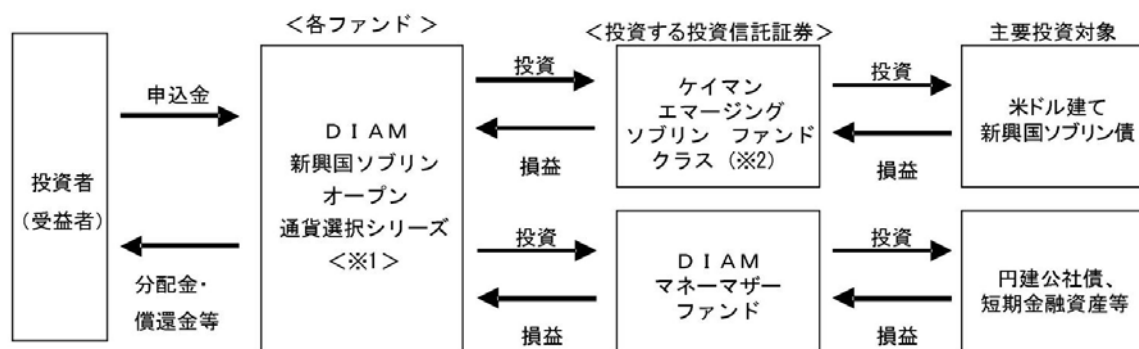 ＜各ファンド＞
＜投資する投資信託証券＞
主要投資対象
投資者
（受益者）
申込金
分配金・
償還金等
ＤＩＡＭ
新興国ソブリン
オープン
通貨選択シリーズ
＜※1＞
投資
損益
投資
損益
ケイマン
エマージング
ソブリン　ファンド
クラス（※2）
ＤＩＡＭ
マネーマザー
ファンド
投資
損益
投資
損益
米ドル建て
新興国ソブリン債
円建公社債、
短期金融資産等